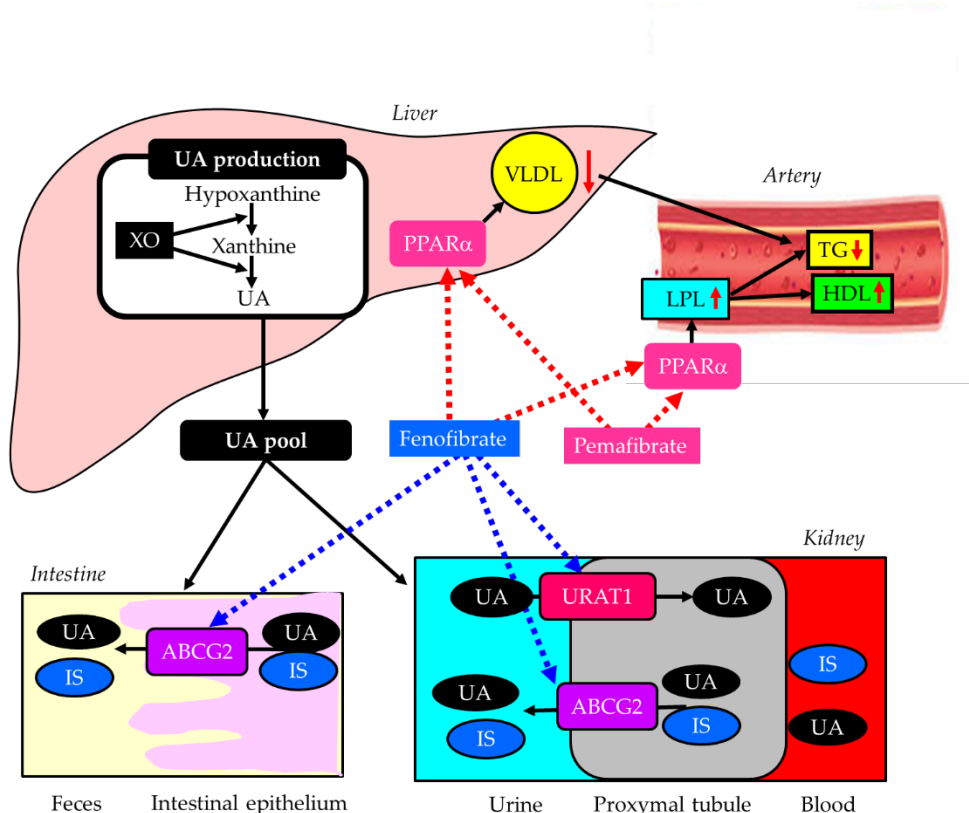 Liver
UA production
Hypoxanthine
XO
Xanthine
UA
VLDL
PPARα
Artery
TG
LPL
HDL
PPARα
UA pool
Fenofibrate
Pemafibrate
Intestine
UA
ABCG2
UA
IS
IS
Feces
Intestinal epithelium
Kidney
UA
URAT1
UA
UA
ABCG2
UA
IS
IS
IS
UA
Urine
Proxymal tubule
Blood